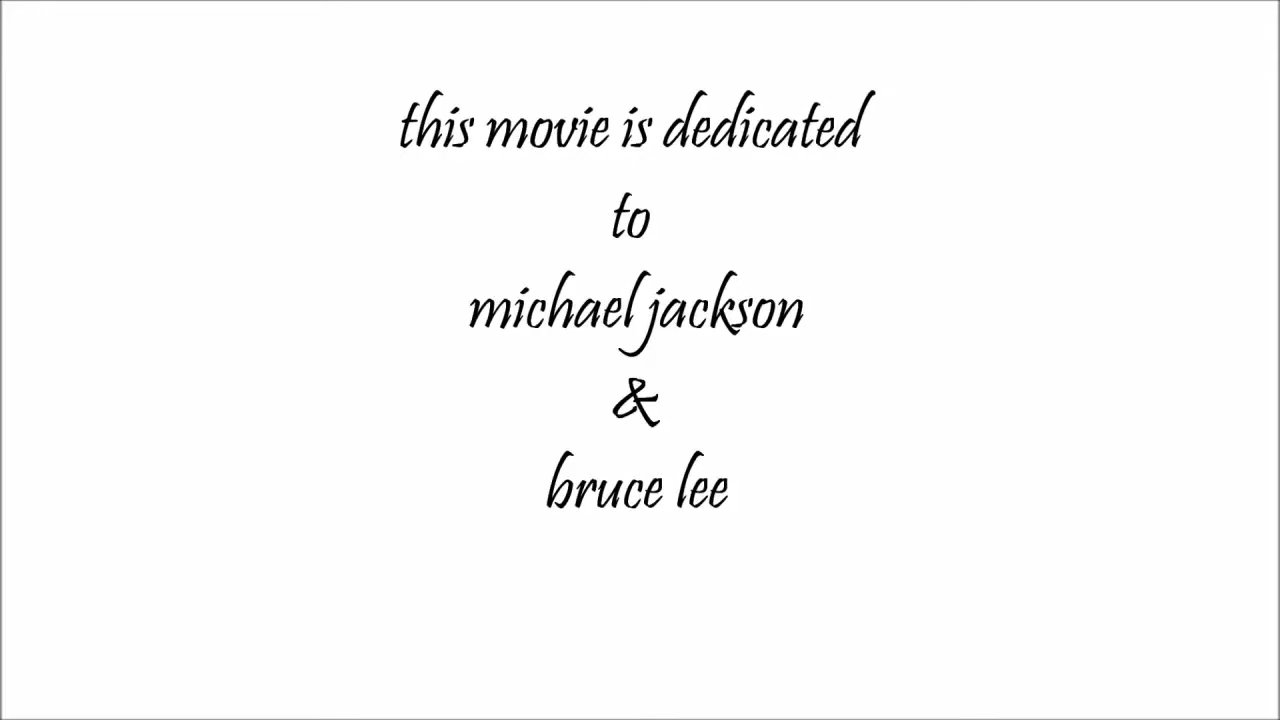 this movie is dedicated
to
michael jackson
&
bruce lee